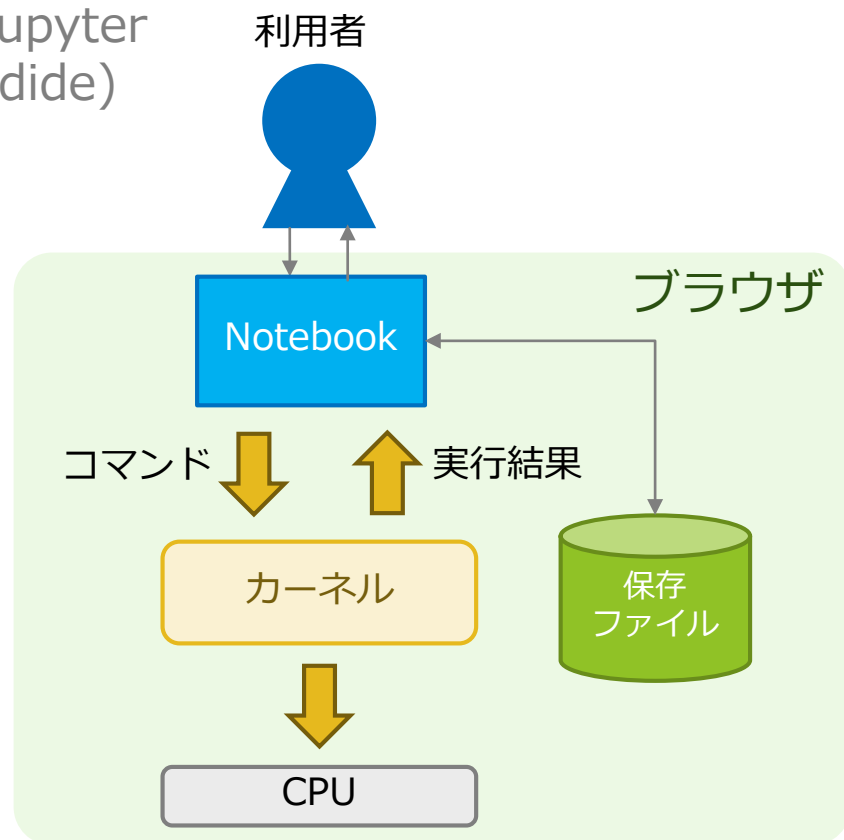 upyter
dide)
利用者
ブラウザ
Notebook
コマンド
実行結果
カーネル
保存
ファイル
CPU